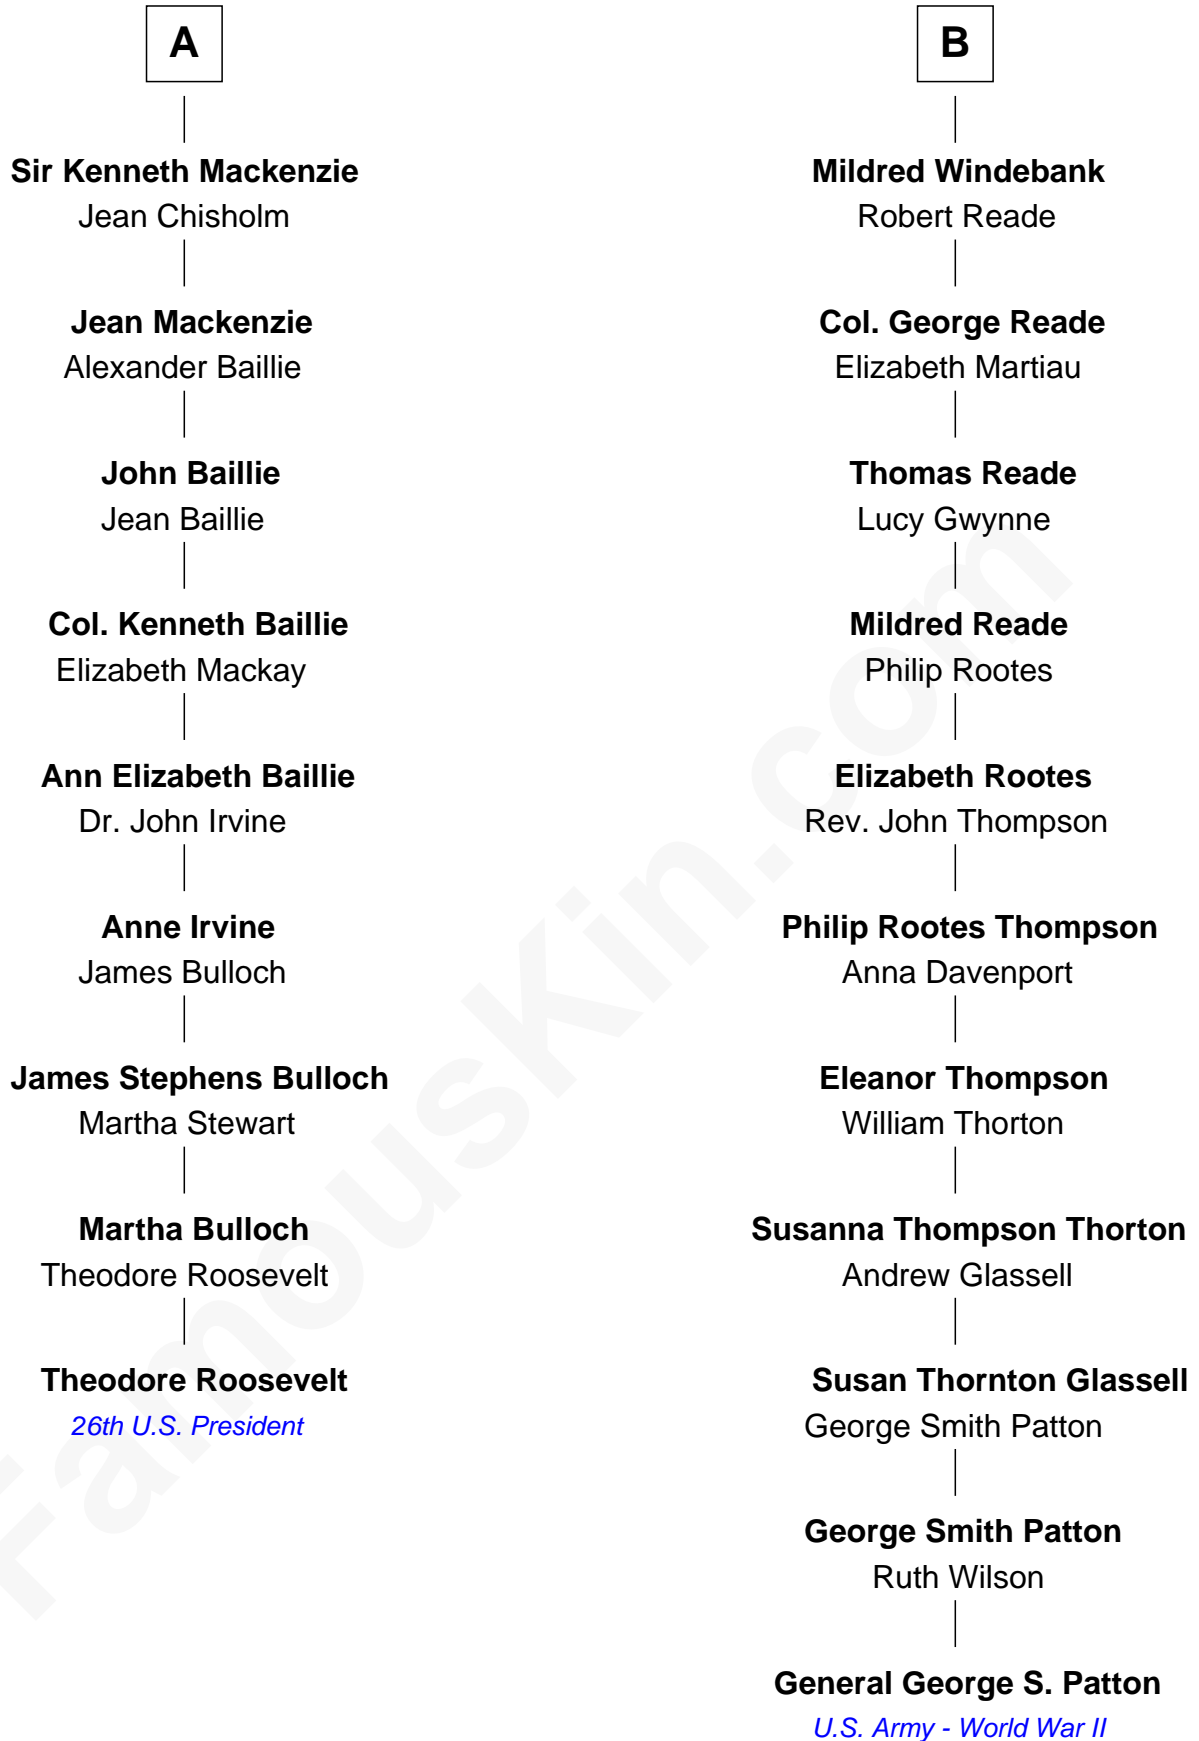 A
Sir Kenneth Mackenzie
Jean Chisholm
Jean Mackenzie
Alexander Baillie
John Baillie
Jean Baillie
Col. Kenneth Baillie
Elizabeth Mackay
Ann Elizabeth Baillie
Dr. John Irvine
Anne Irvine
James Bulloch
James Stephens Bulloch
Martha Stewart
Martha Bulloch
Theodore Roosevelt
Theodore Roosevelt
26th U.S. President
B
Mildred Windebank
Robert Reade
Col. George Reade
Elizabeth Martiau
Thomas Reade
Lucy Gwynne
Mildred Reade
Philip Rootes
Elizabeth Rootes
Rev. John Thompson
Philip Rootes Thompson
Anna Davenport
Eleanor Thompson
William Thorton
Susanna Thompson Thorton
Andrew Glassell
Susan Thornton Glassell
George Smith Patton
George Smith Patton
Ruth Wilson
General George S. Patton
U.S. Army - World War II
FamousKin.com